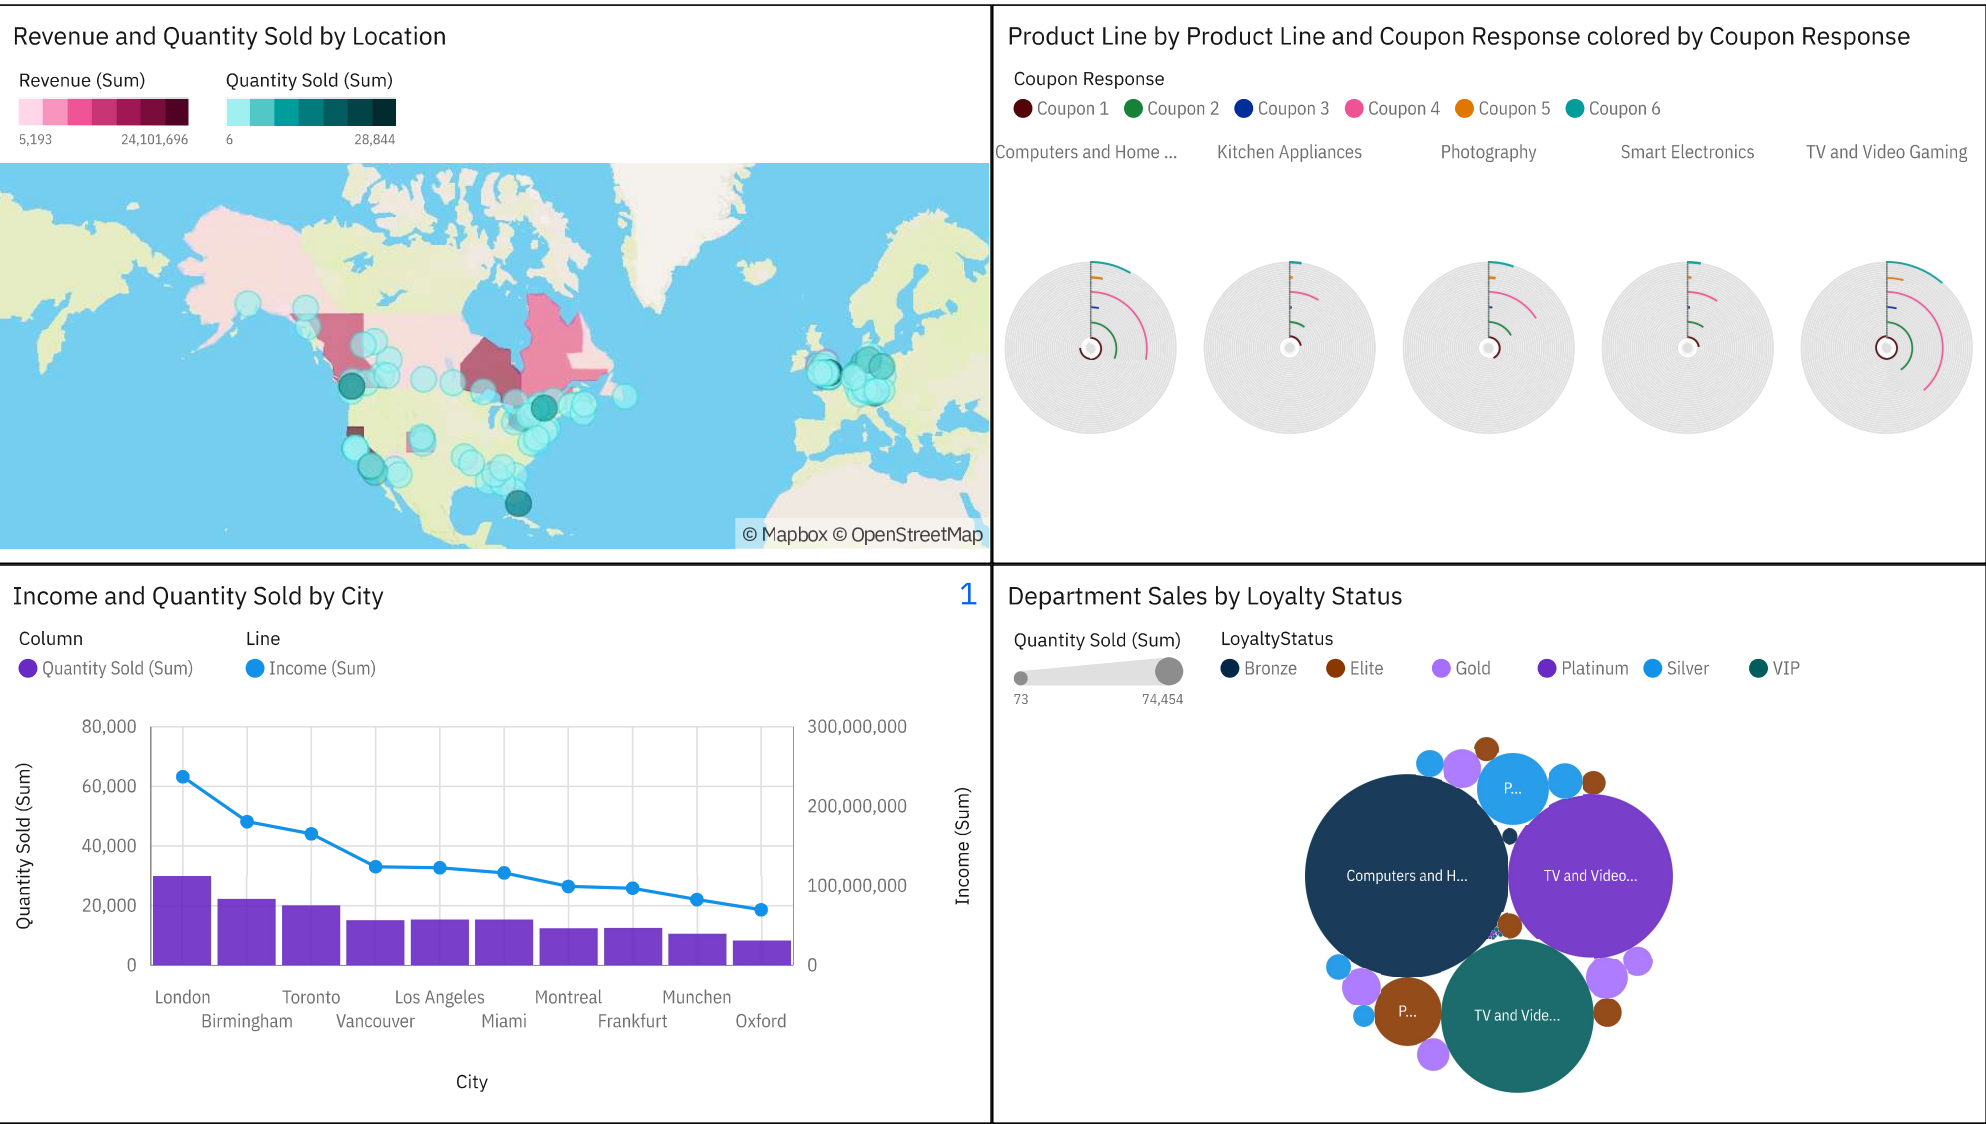 Revenue and Quantity Sold by Location
Revenue (Sum)
Quantity Sold (Sum)
5,193
24,101,696
6
28,844
© Mapbox © OpenStreetMap
Product Line by Product Line and Coupon Response colored by Coupon Response
Coupon Response
Coupon 1
Coupon 2
Coupon 3
Coupon 4
Coupon 5
Coupon 6
Computers and Home ...
Kitchen Appliances
Photography
Smart Electronics
TV and Video Gaming
Income and Quantity Sold by City
1
Column
Line
Quantity Sold (Sum)
Income (Sum)
Quantity Sold (Sum)
80,000
60,000
40,000
20,000
0
300,000,000
200,000,000
100,000,000
0
Income (Sum)
London
Birmingham
Toronto
Vancouver
Los Angeles
Miami
Montreal
Frankfurt
Munchen
Oxford
City
Department Sales by Loyalty Status
Quantity Sold (Sum)
73
74,454
LoyaltyStatus
Bronze
Elite
Gold
Platinum
Silver
VIP
P...
Computers and H...
TV and Video...
P...
TV and Vide...